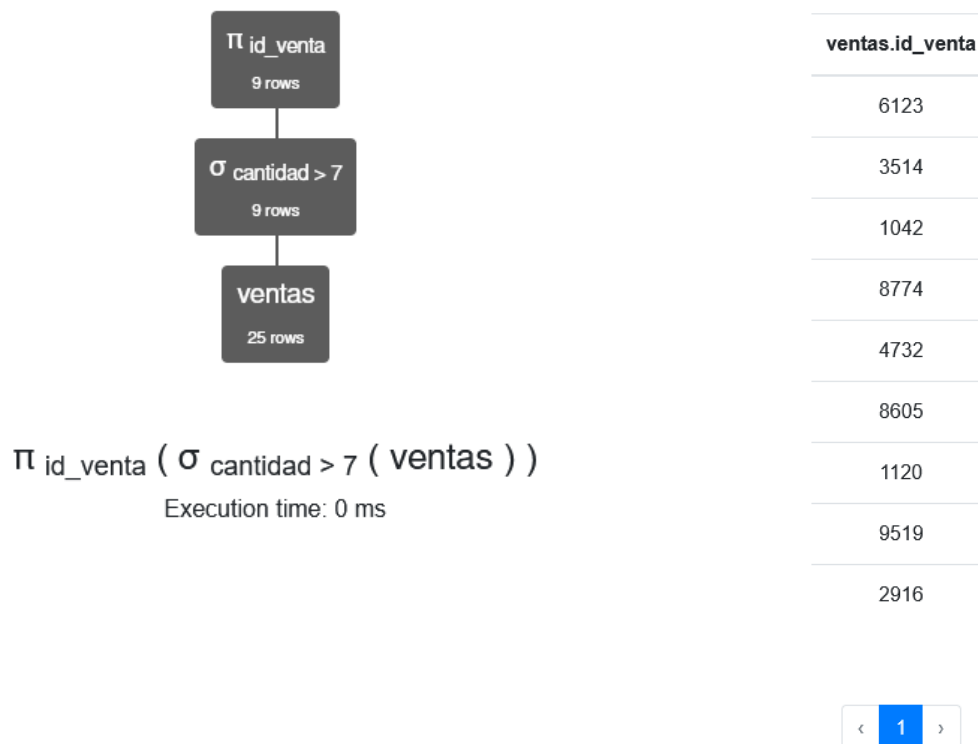 π id_venta
9 rows
σ cantidad > 7
9 rows
ventas
25 rows
π id_venta ( σ cantidad > 7 ( ventas ) )
Execution time: 0 ms
ventas.id_venta
6123
3514
1042
8774
4732
8605
1120
9519
2916
‹ 1 ›